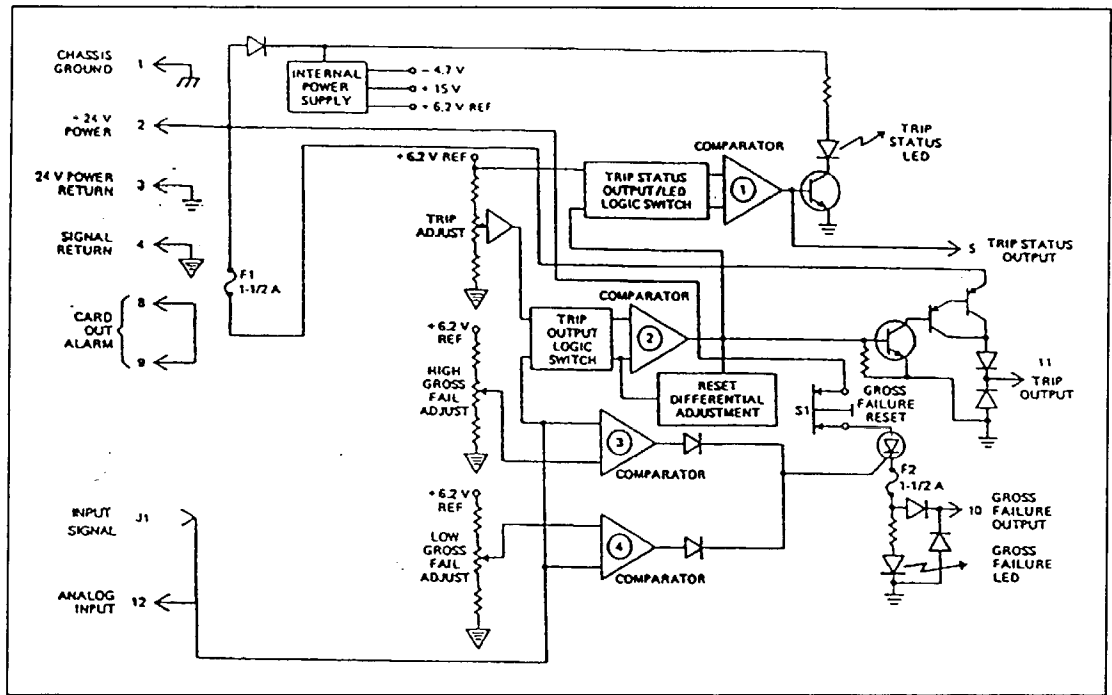 CHASSIS
GROUND 1
+ 24 V
POWER 2
24 V POWER
RETURN 3
SIGNAL
RETURN 4
CARD
OUT
ALARM
8
9
INPUT
SIGNAL J1
ANALOG
INPUT 12
F1
1-1/2 A
INTERNAL
POWER
SUPPLY
- 4.7 V
+ 15 V
+ 6.2 V REF
+ 6.2 V REF
TRIP
ADJUST
+ 6.2 V
REF
HIGH
GROSS
FAIL
ADJUST
+ 6.2 V
REF
LOW
GROSS
FAIL
ADJUST
TRIP STATUS
OUTPUT/LED
LOGIC SWITCH
COMPARATOR
1
TRIP
STATUS
LED
5 TRIP STATUS
OUTPUT
TRIP
OUTPUT
LOGIC
SWITCH
COMPARATOR
2
RESET
DIFFERENTIAL
ADJUSTMENT
3
COMPARATOR
4
COMPARATOR
S1
GROSS
FAILURE
RESET
11
TRIP
OUTPUT
F2
1-1/2 A
10 GROSS
FAILURE
OUTPUT
GROSS
FAILURE
LED